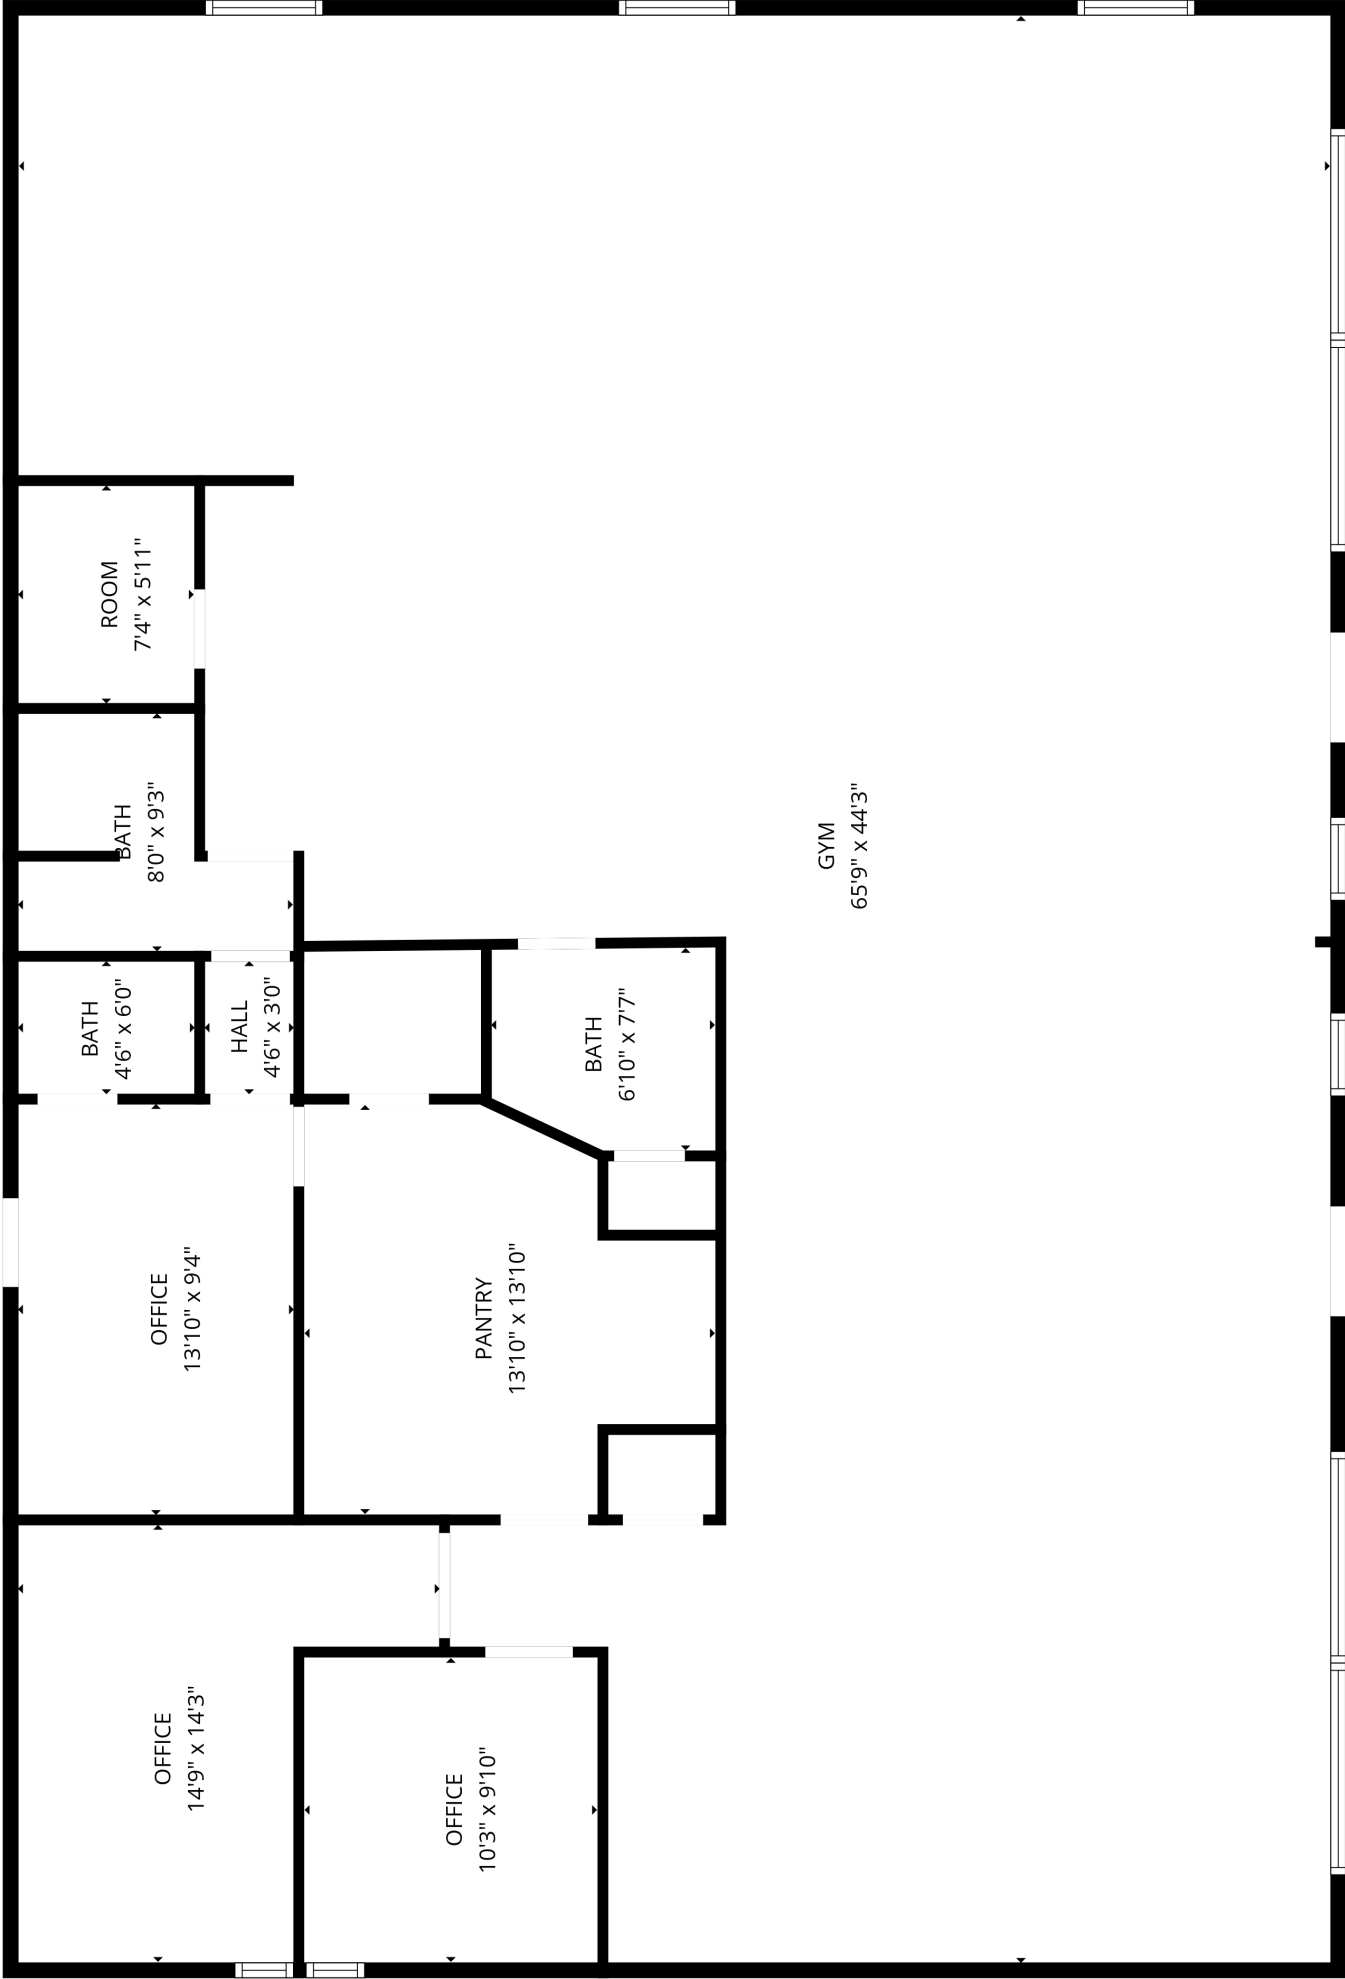 ROOM
7'4" x 5'11"
BATH
8'0" x 9'3"
GYM
65'9" x 44'3"
BATH
4'6" x 6'0"
HALL
4'6" x 3'0"
BATH
6'10" x 7'7"
OFFICE
13'10" x 9'4"
PANTRY
13'10" x 13'10"
OFFICE
14'9" x 14'3"
OFFICE
10'3" x 9'10"